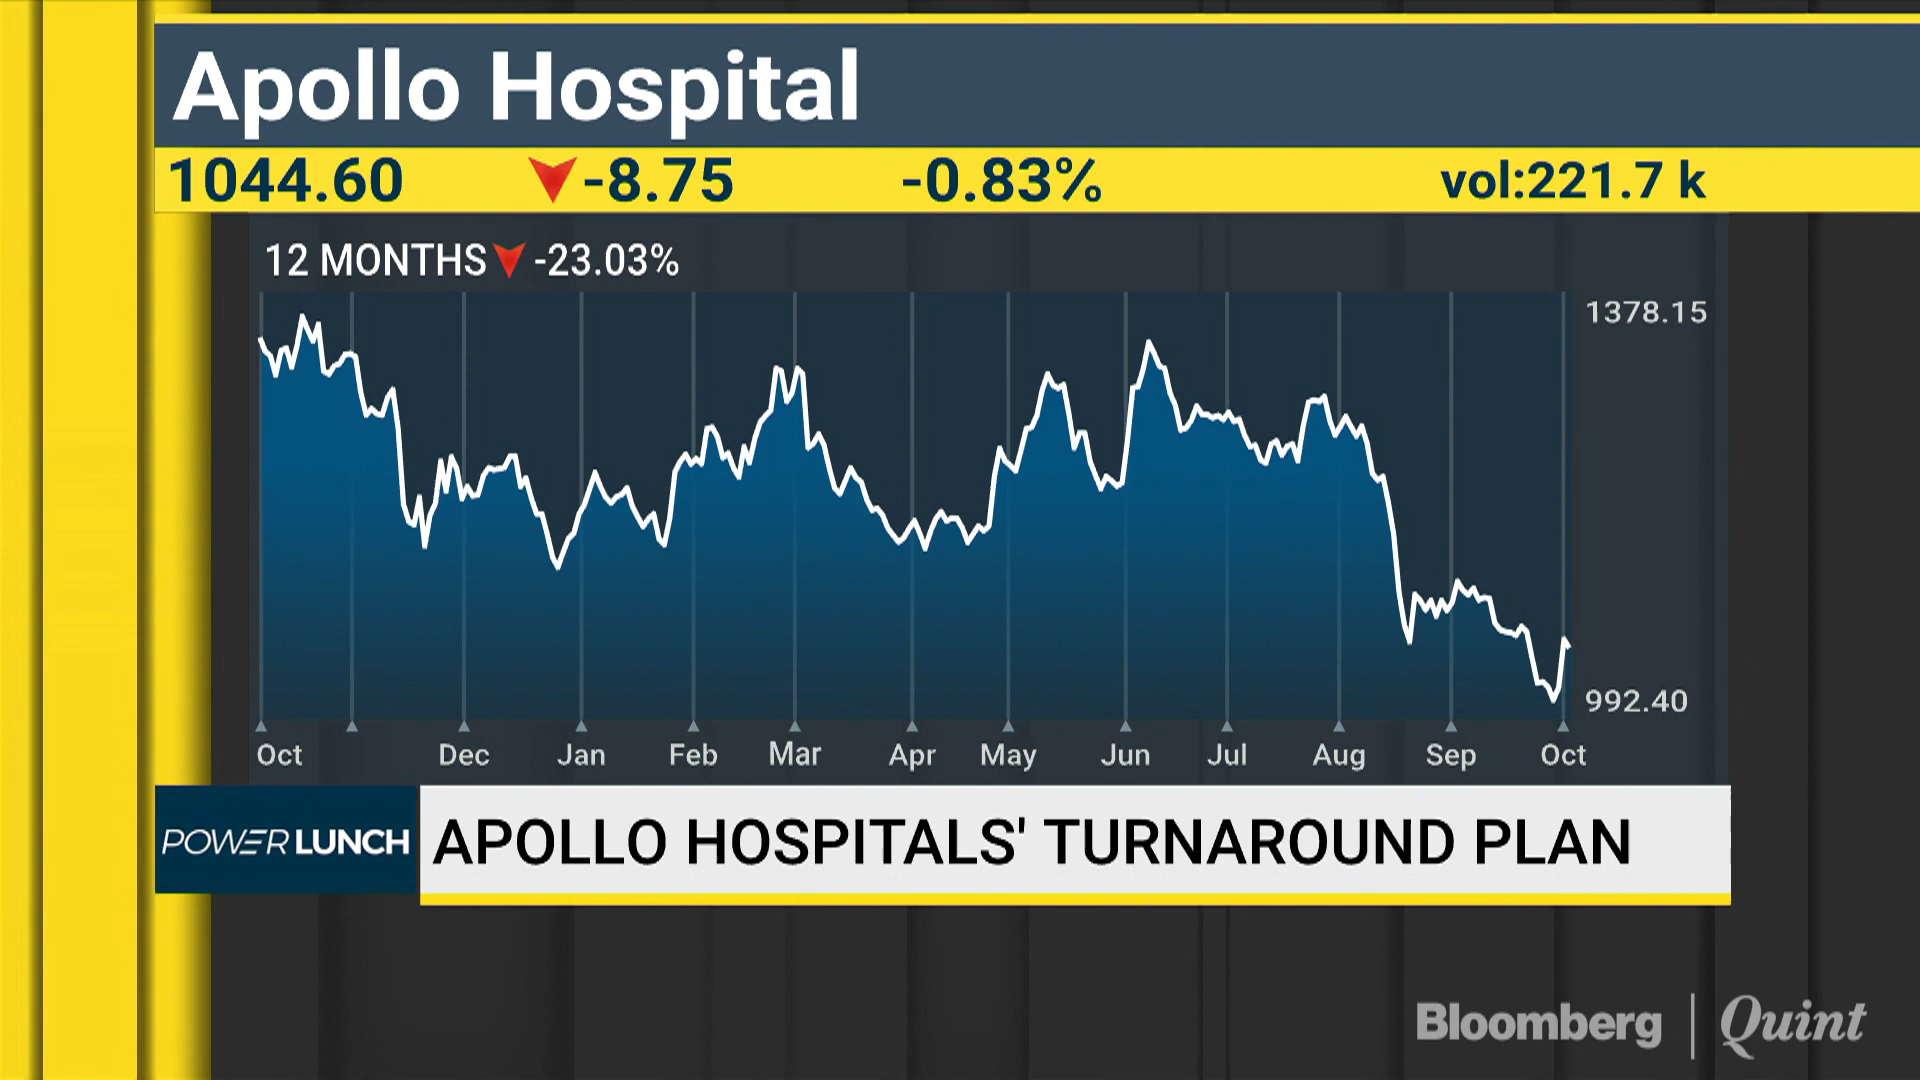 Apollo Hospital
1044.60 -8.75 -0.83% vol:221.7 k
12 MONTHS -23.03%
1378.15
992.40
Oct Dec Jan Feb Mar Apr May Jun Jul Aug Sep Oct
POWER LUNCH APOLLO HOSPITALS' TURNAROUND PLAN
Bloomberg | Quint